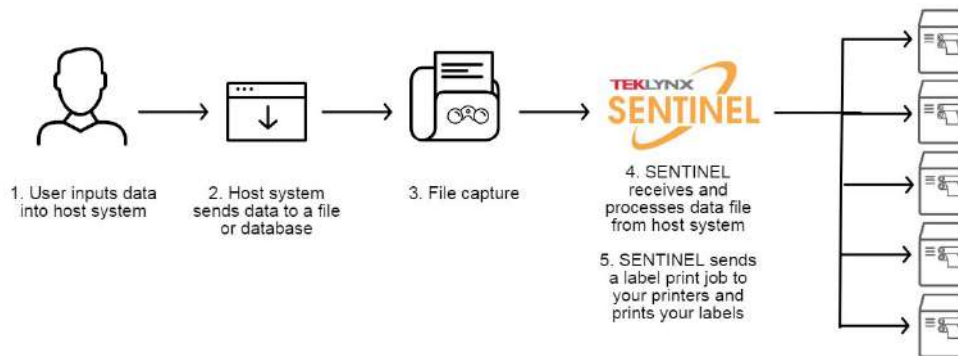 TEKLYNX
SENTINEL
1. User inputs data
into host system
2. Host system
sends data to a file
or database
3. File capture
4. SENTINEL
receives and
processes data file
from host system
5. SENTINEL sends
a label print job to
your printers and
prints your labels